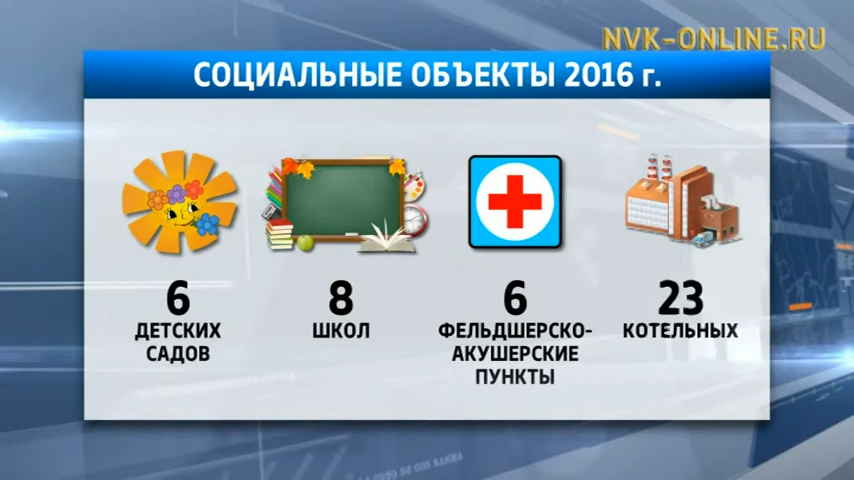 NVK-ONLINE.RU
СОЦИАЛЬНЫЕ ОБЪЕКТЫ 2016 г.
6
ДЕТСКИХ
САДОВ
8
ШКОЛ
6
ФЕЛЬДШЕРСКО-
АКУШЕРСКИЕ
ПУНКТЫ
23
КОТЕЛЬНЫХ